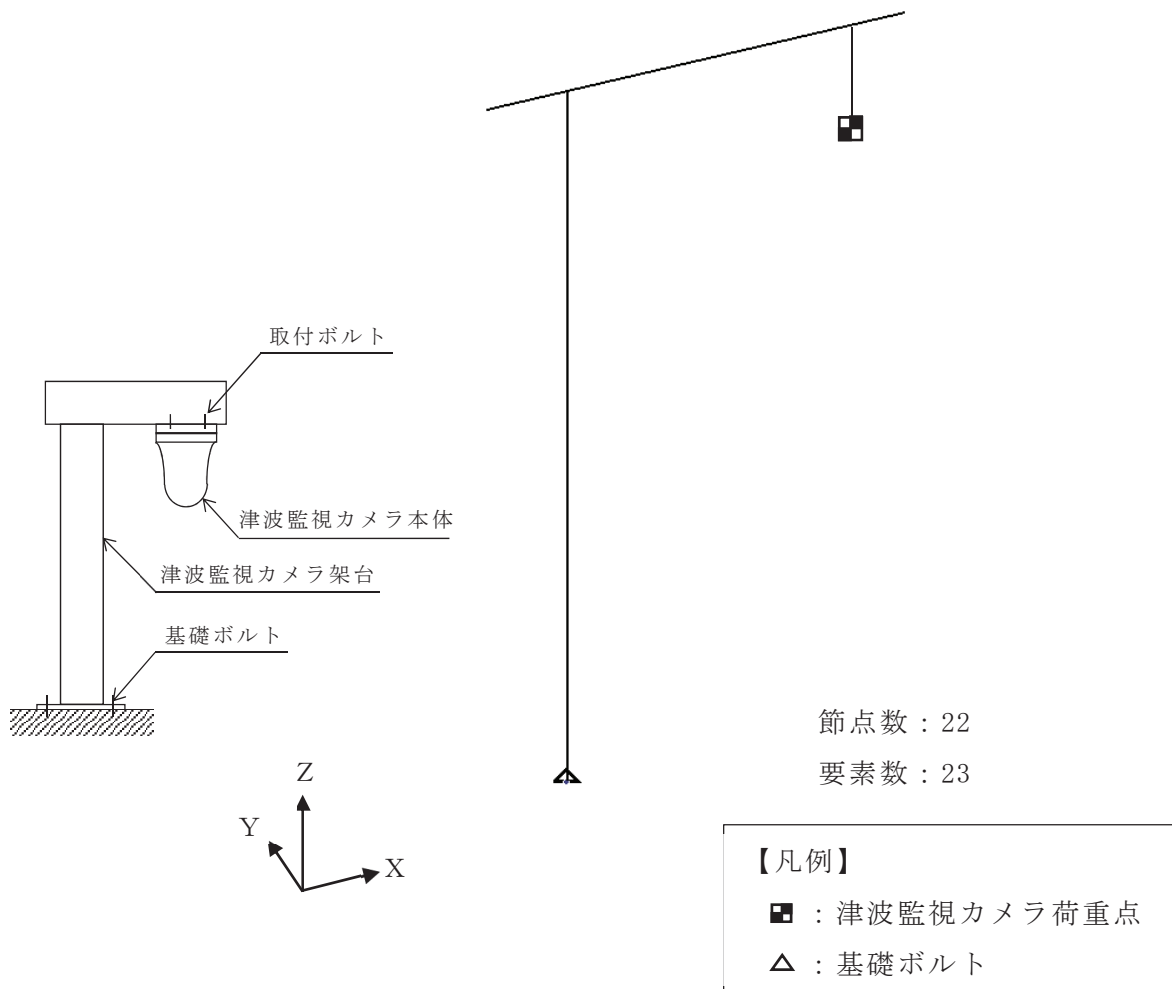 取付ボルト
津波監視カメラ本体
津波監視カメラ架台
基礎ボルト
節点数：22
要素数：23
Z
Y
X
【凡例】
：津波監視カメラ荷重点
：基礎ボルト